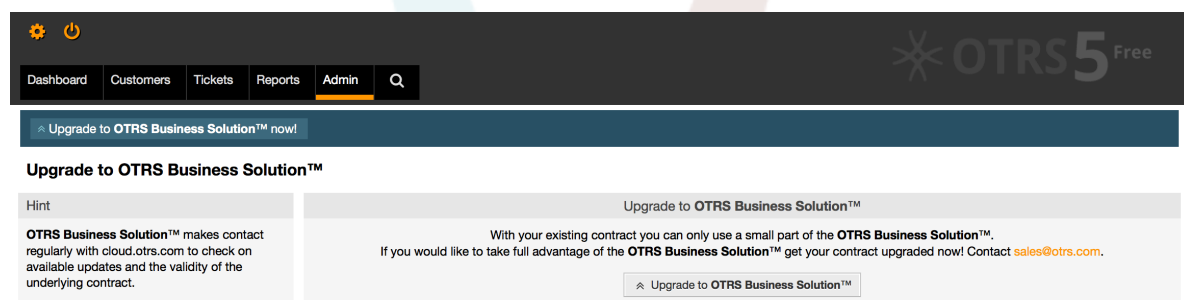 OTRS 5 Free
Dashboard Customers Tickets Reports Admin
Upgrade to OTRS Business Solution™ now!
Upgrade to OTRS Business Solution™
Hint
OTRS Business Solution™ makes contact
regularly with cloud.otrs.com to check on
available updates and the validity of the
underlying contract.
Upgrade to OTRS Business Solution™
With your existing contract you can only use a small part of the OTRS Business Solution™.
If you would like to take full advantage of the OTRS Business Solution™ get your contract upgraded now! Contact sales@otrs.com.
Upgrade to OTRS Business Solution™